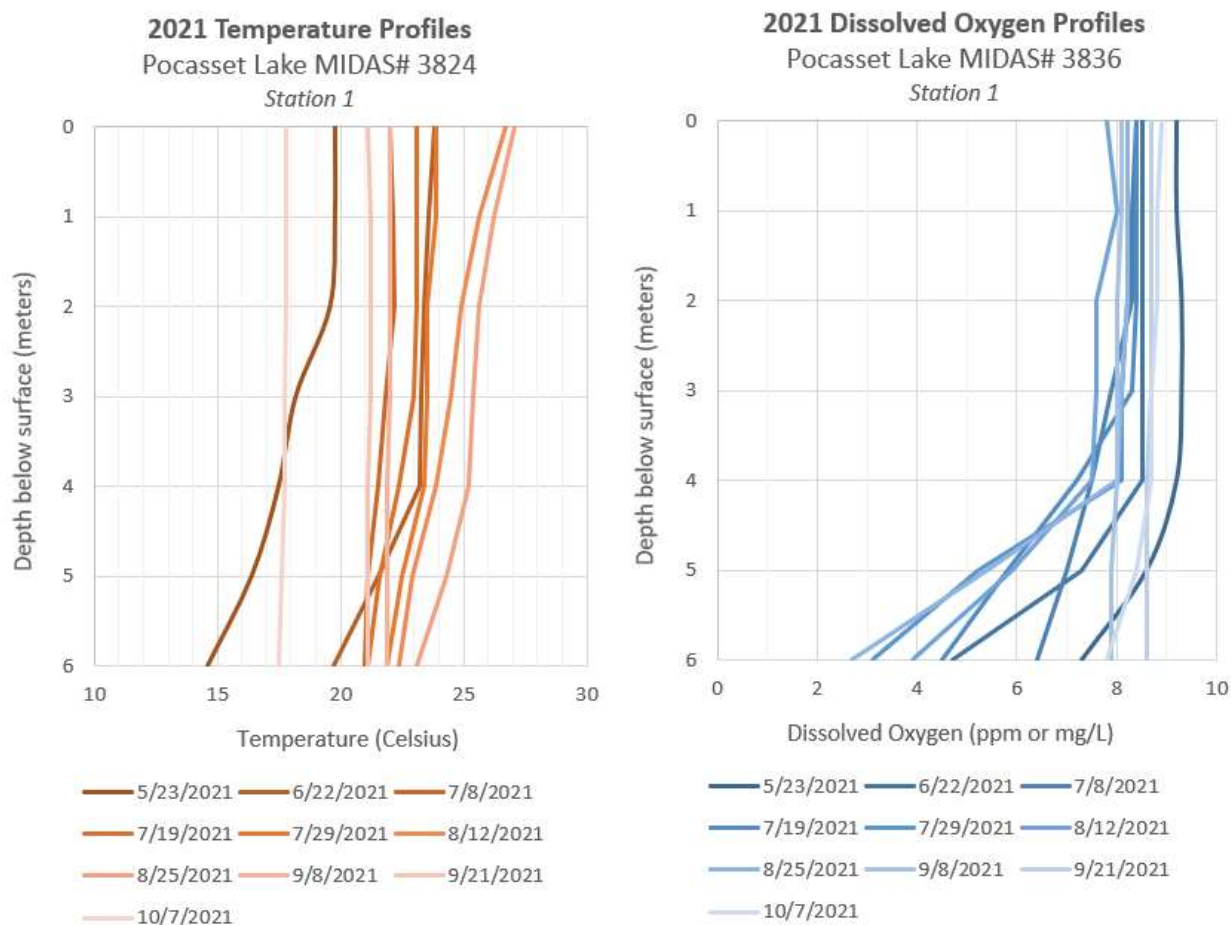 2021 Temperature Profiles
Pocasset Lake MIDAS# 3824
Station 1
0
1
2
3
4
5
6
10 15 20 25 30
Depth below surface (meters)
Temperature (Celsius)
5/23/2021 6/22/2021 7/8/2021
7/19/2021 7/29/2021 8/12/2021
8/25/2021 9/8/2021 9/21/2021
10/7/2021
2021 Dissolved Oxygen Profiles
Pocasset Lake MIDAS# 3836
Station 1
0
1
2
3
4
5
6
0 2 4 6 8 10
Depth below surface (meters)
Dissolved Oxygen (ppm or mg/L)
5/23/2021 6/22/2021 7/8/2021
7/19/2021 7/29/2021 8/12/2021
8/25/2021 9/8/2021 9/21/2021
10/7/2021